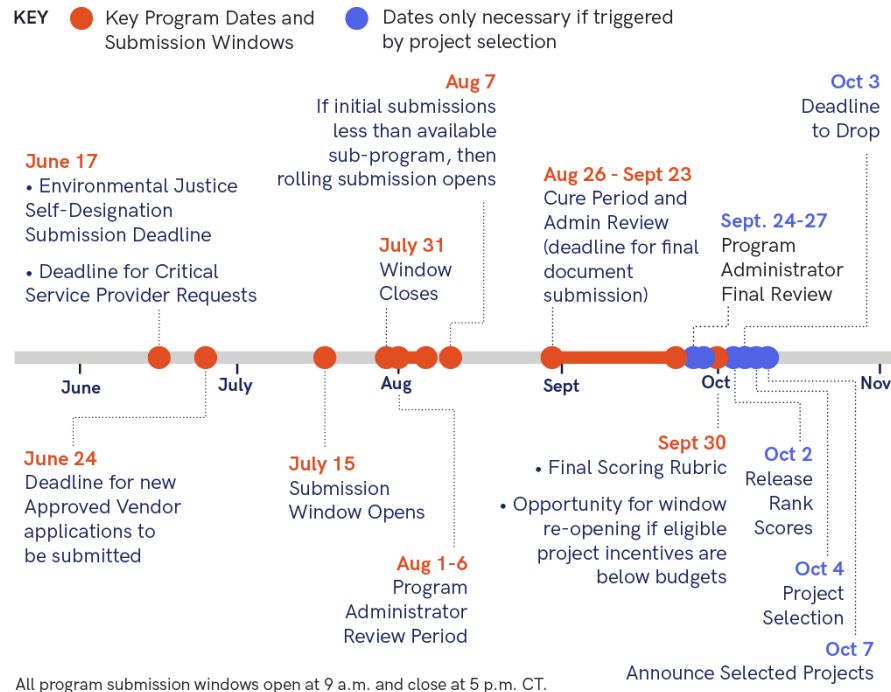 KEY
Key Program Dates and
Submission Windows
Dates only necessary if triggered
by project selection
June 17
• Environmental Justice
Self-Designation
Submission Deadline
• Deadline for Critical
Service Provider Requests
Aug 7
If initial submissions
less than available
sub-program, then
rolling submission opens
July 31
Window
Closes
Aug 26 - Sept 23
Cure Period and
Admin Review
(deadline for final
document
submission)
Sept. 24-27
Program
Administrator
Final Review
Oct 3
Deadline
to Drop
June
July
Aug
Sept
Oct
Nov
June 24
Deadline for new
Approved Vendor
applications to
be submitted
July 15
Submission
Window Opens
Aug 1-6
Program
Administrator
Review Period
Sept 30
• Final Scoring Rubric
• Opportunity for window
re-opening if eligible
project incentives are
below budgets
Oct 2
Release
Rank
Scores
Oct 4
Project
Selection
Oct 7
Announce Selected Projects
All program submission windows open at 9 a.m. and close at 5 p.m. CT.